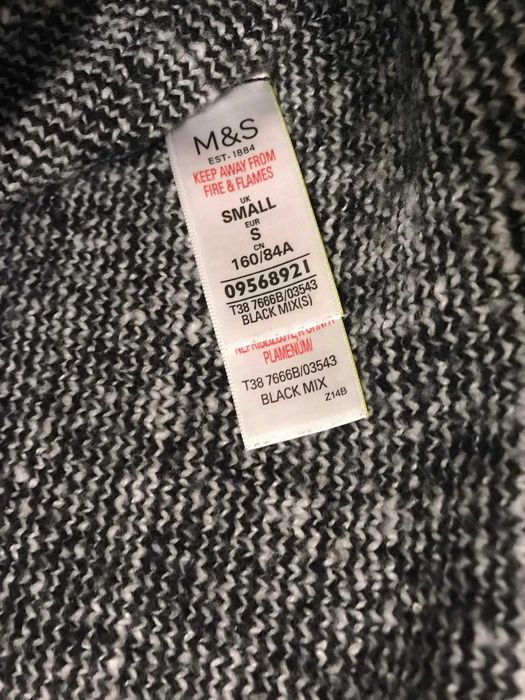 M&S
EST·1884
KEEP AWAY FROM
FIRE & FLAMES
UK
SMALL
EUR
S
CN
160/84A
09568921
T38 7666B/03543
BLACK MIX(S)
PLAMENŮM!
T38 7666B/03543
BLACK MIX
Z14B